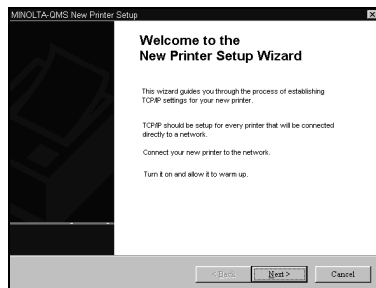 MINOLTA-QMS New Printer Setup
Welcome to the
New Printer Setup Wizard
This wizard guides you through the process of establishing
TCP/IP settings for your new printer.
TCP/IP should be setup for every printer that will be connected
directly to a network.
Connect your new printer to the network.
Turn it on and allow it to warm up.
< Back
Next >
Cancel